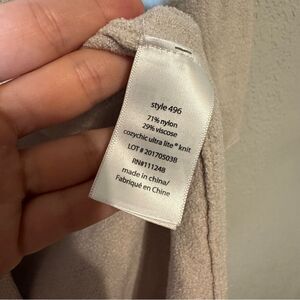 style 496
71% nylon
29% viscose
cozychic ultra lite® knit
LOT # 201705038
RN#111248
made in china/
Fabriqué en Chine